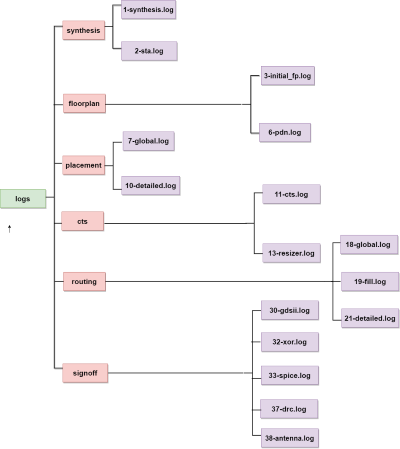 logs
synthesis
1-synthesis.log
2-sta.log
floorplan
3-initial_fp.log
6-pdn.log
placement
7-global.log
10-detailed.log
cts
11-cts.log
13-resizer.log
routing
18-global.log
19-fill.log
21-detailed.log
signoff
30-gdsii.log
32-xor.log
33-spice.log
37-drc.log
38-antenna.log